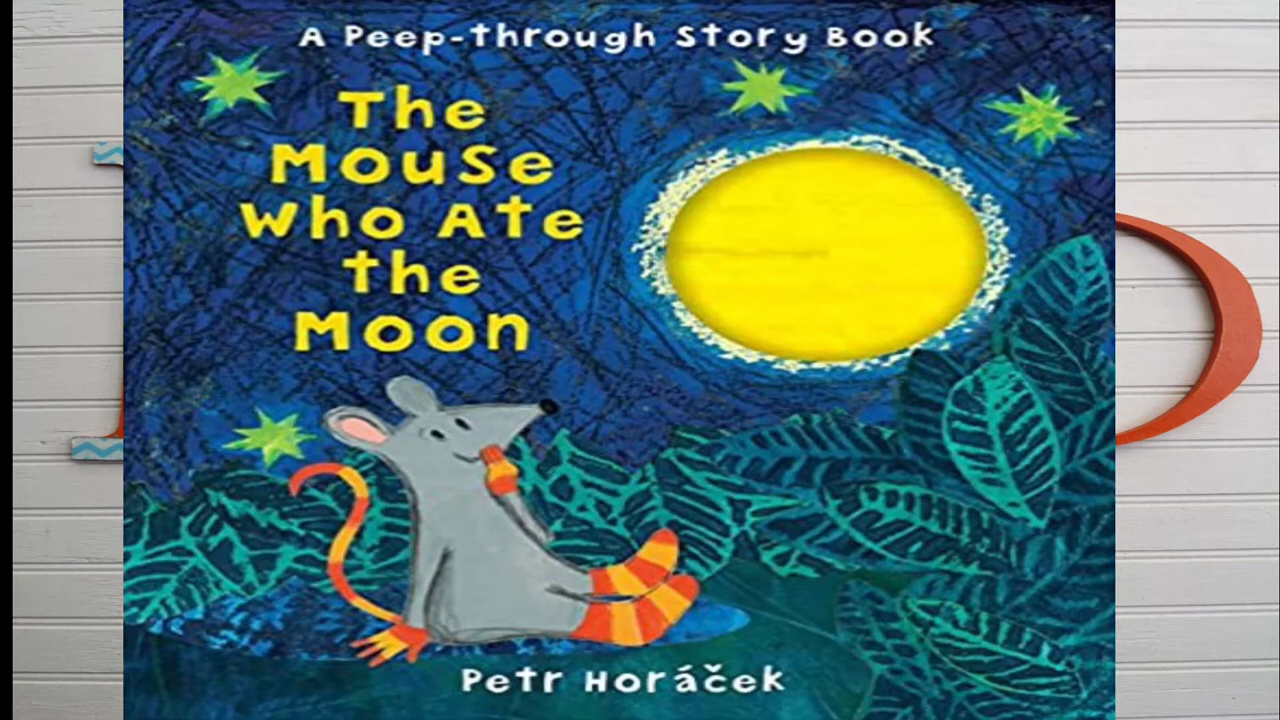 A Peep-through Story Book
The
Mouse
Who Ate
the
Moon
Petr Horáček